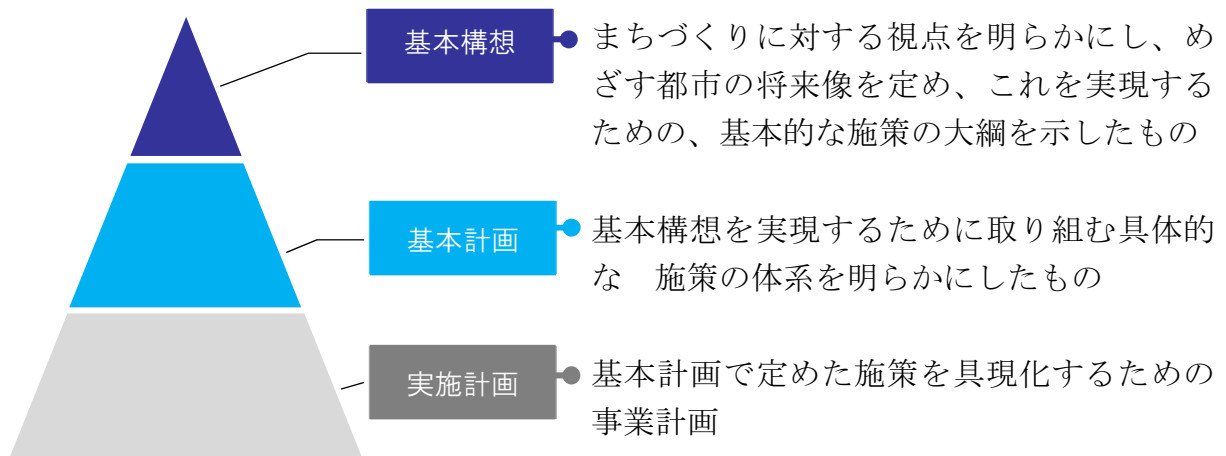 基本構想
まちづくりに対する視点を明らかにし、め
ざす都市の将来像を定め、これを実現する
ための、基本的な施策の大綱を示したもの
基本計画
基本構想を実現するために取り組む具体的
な　施策の体系を明らかにしたもの
実施計画
基本計画で定めた施策を具現化するための
事業計画